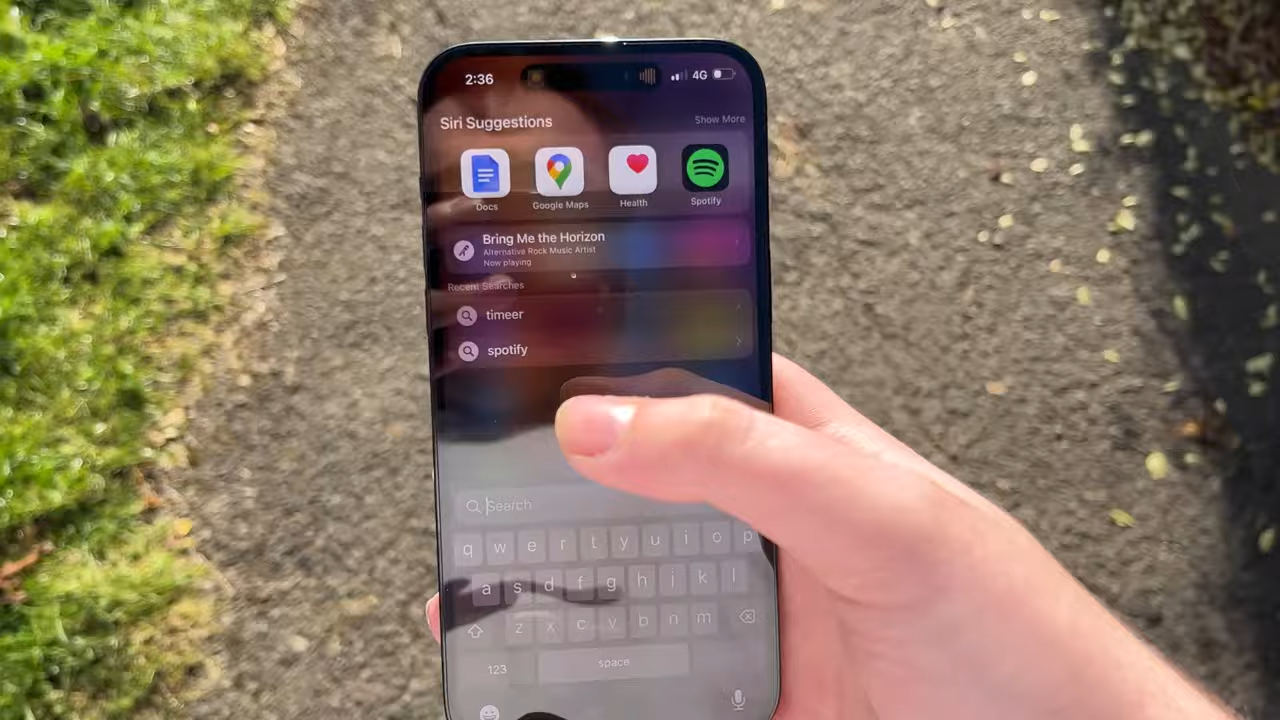 2:36 4G
Siri Suggestions Show More
Docs Google Maps Health Spotify
Bring Me the Horizon
Alternative Rock Music Artist
Now playing
Recent Searches
timeer
spotify
Search
q w e r t y u i o p
a s d f g h j k l
z x c v b n m
123 space